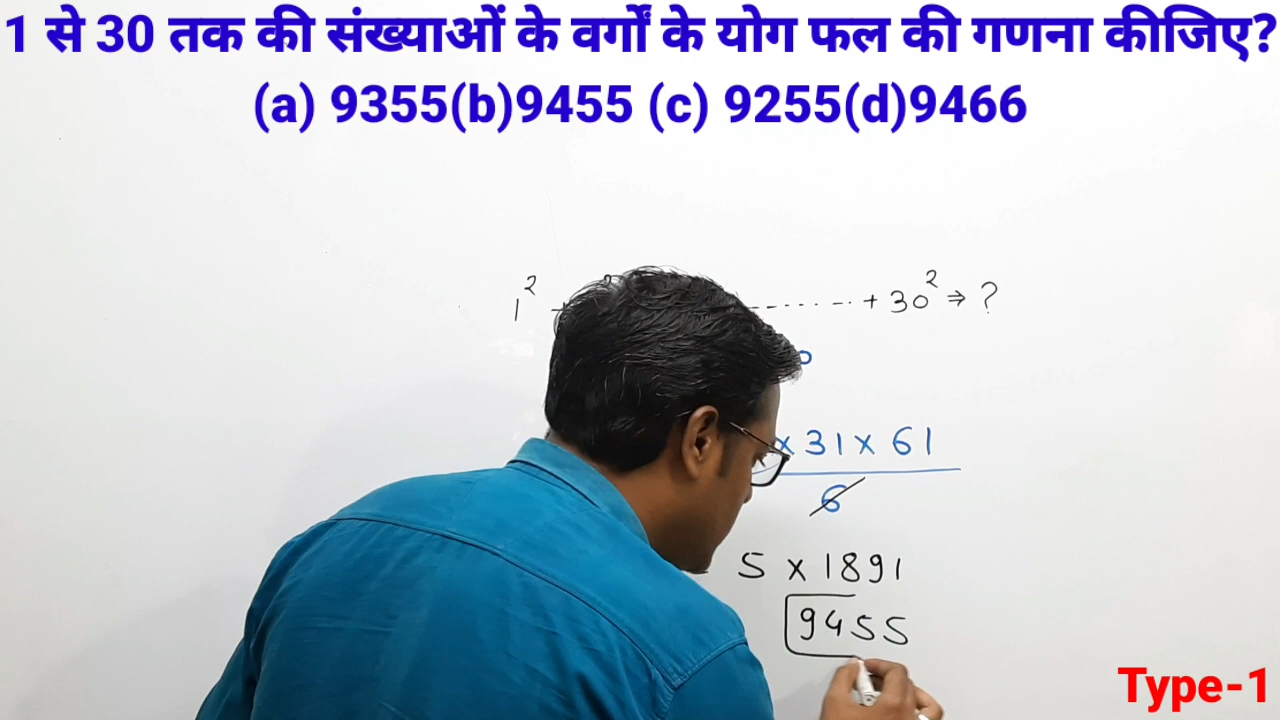 1 से 30 तक की संख्याओं के वर्गों के योग फल की गणना कीजिए?
(a) 9355(b)9455 (c) 9255(d)9466
1² + ------- + 30² ⇒ ?
x 31 x 61
6
5 x 1891
9455
Type-1